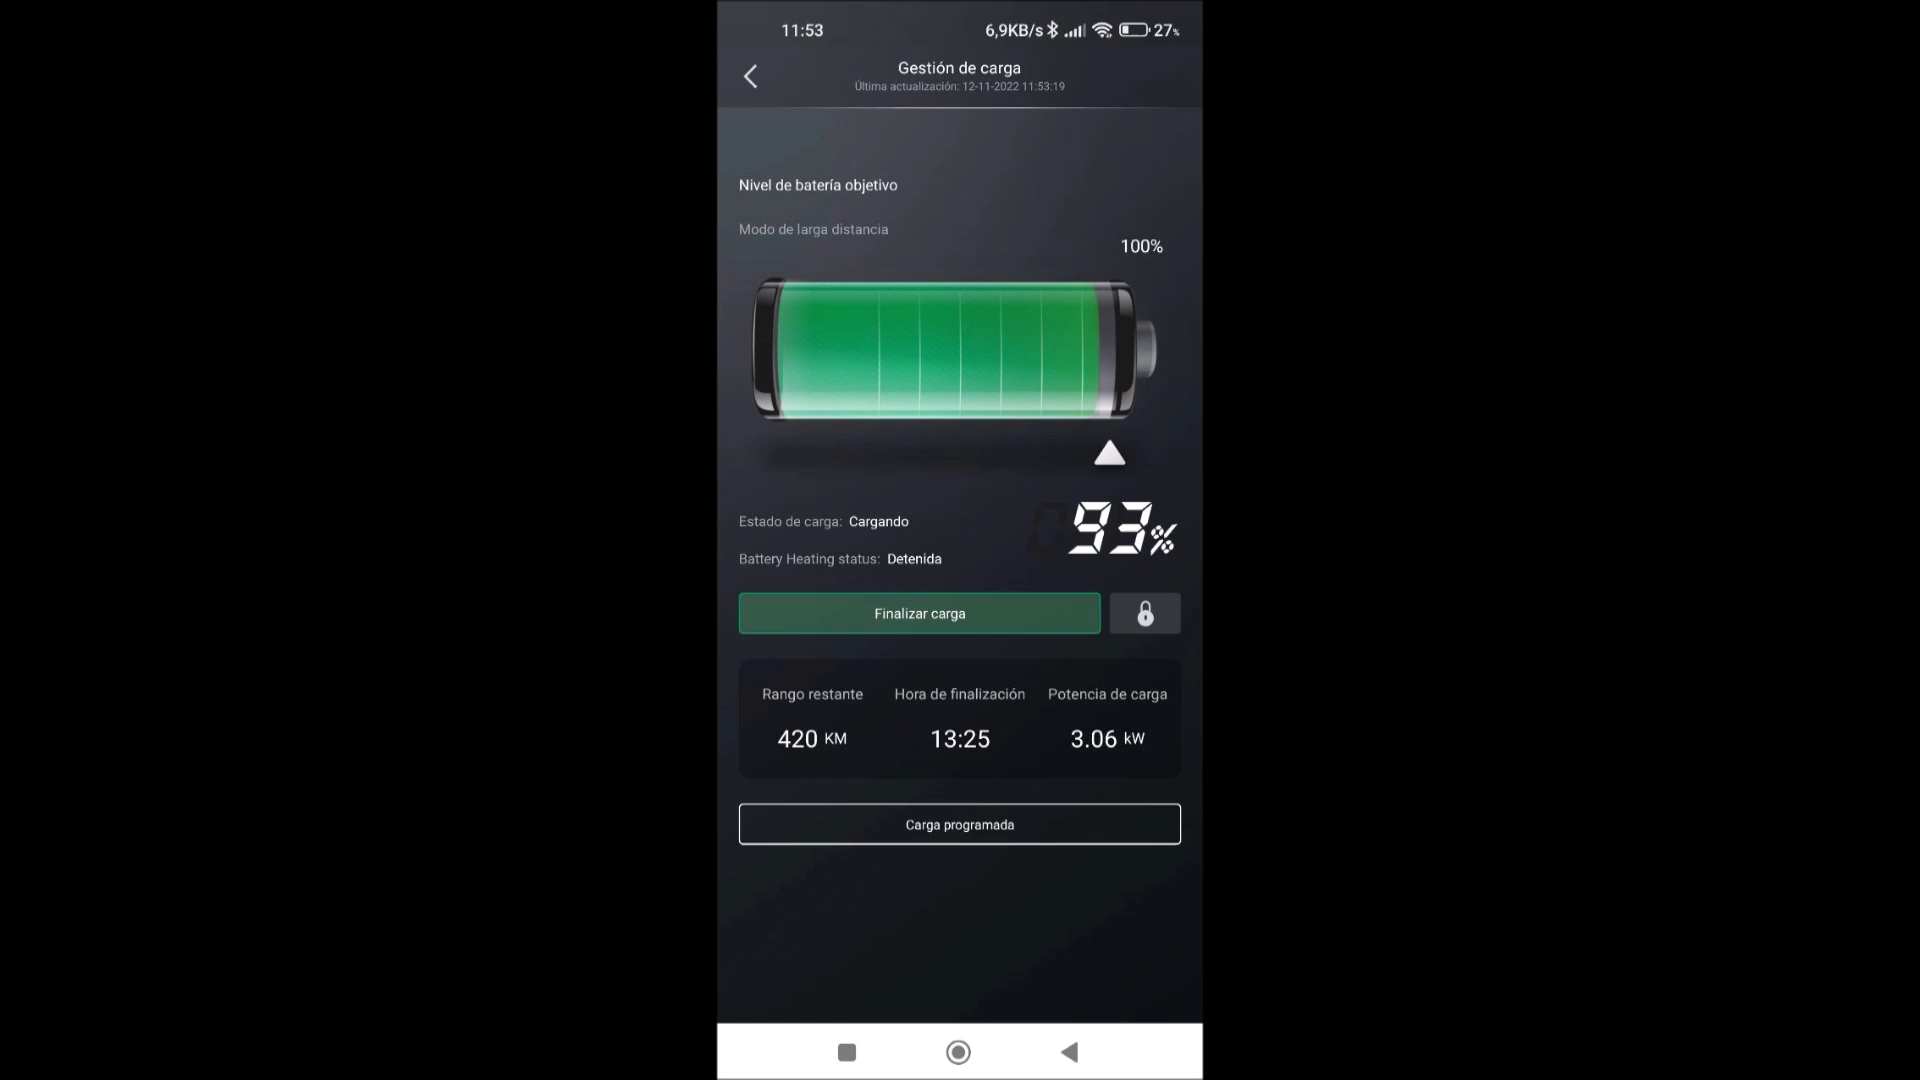 11:53 6,9KB/s 27%
Gestión de carga
Última actualización: 12-11-2022 11:53:19
Nivel de batería objetivo
Modo de larga distancia
100%
Estado de carga: Cargando
93%
Battery Heating status: Detenida
Finalizar carga
Rango restante Hora de finalización Potencia de carga
420 KM 13:25 3.06 kW
Carga programada